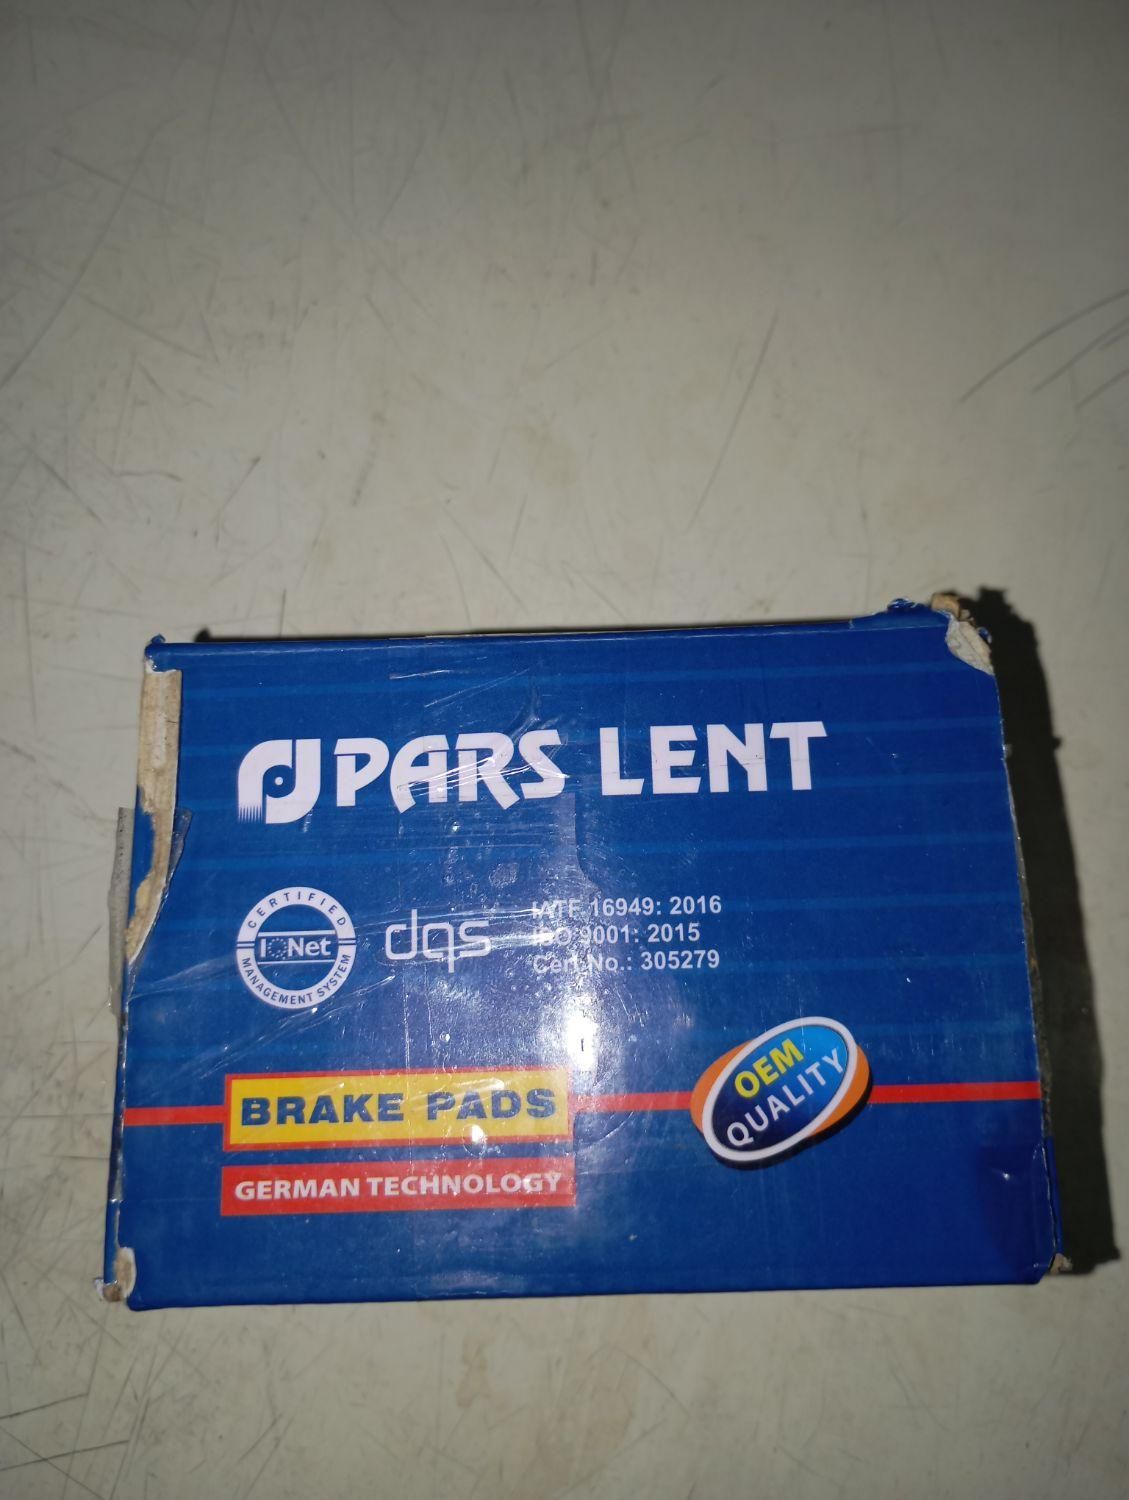 PARS LENT
CERTIFIED
IQNet
MANAGEMENT SYSTEM
dqs
IATF 16949: 2016
ISO 9001: 2015
Cert No.: 305279
OEM
QUALITY
BRAKE PADS
GERMAN TECHNOLOGY